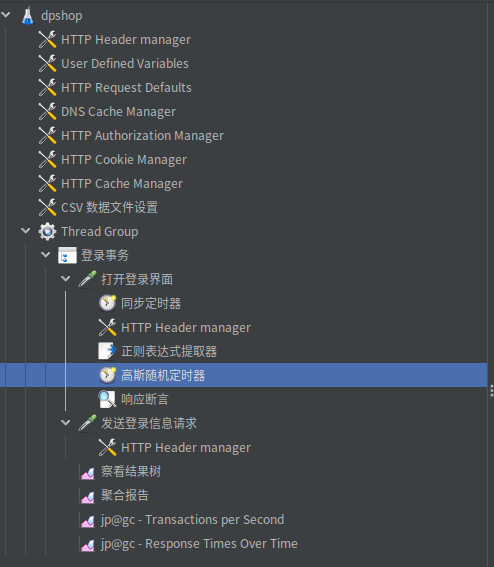 dpshop
HTTP Header manager
User Defined Variables
HTTP Request Defaults
DNS Cache Manager
HTTP Authorization Manager
HTTP Cookie Manager
HTTP Cache Manager
CSV 数据文件设置
Thread Group
登录事务
打开登录界面
同步定时器
HTTP Header manager
正则表达式提取器
高斯随机定时器
响应断言
发送登录信息请求
HTTP Header manager
察看结果树
聚合报告
jp@gc - Transactions per Second
jp@gc - Response Times Over Time